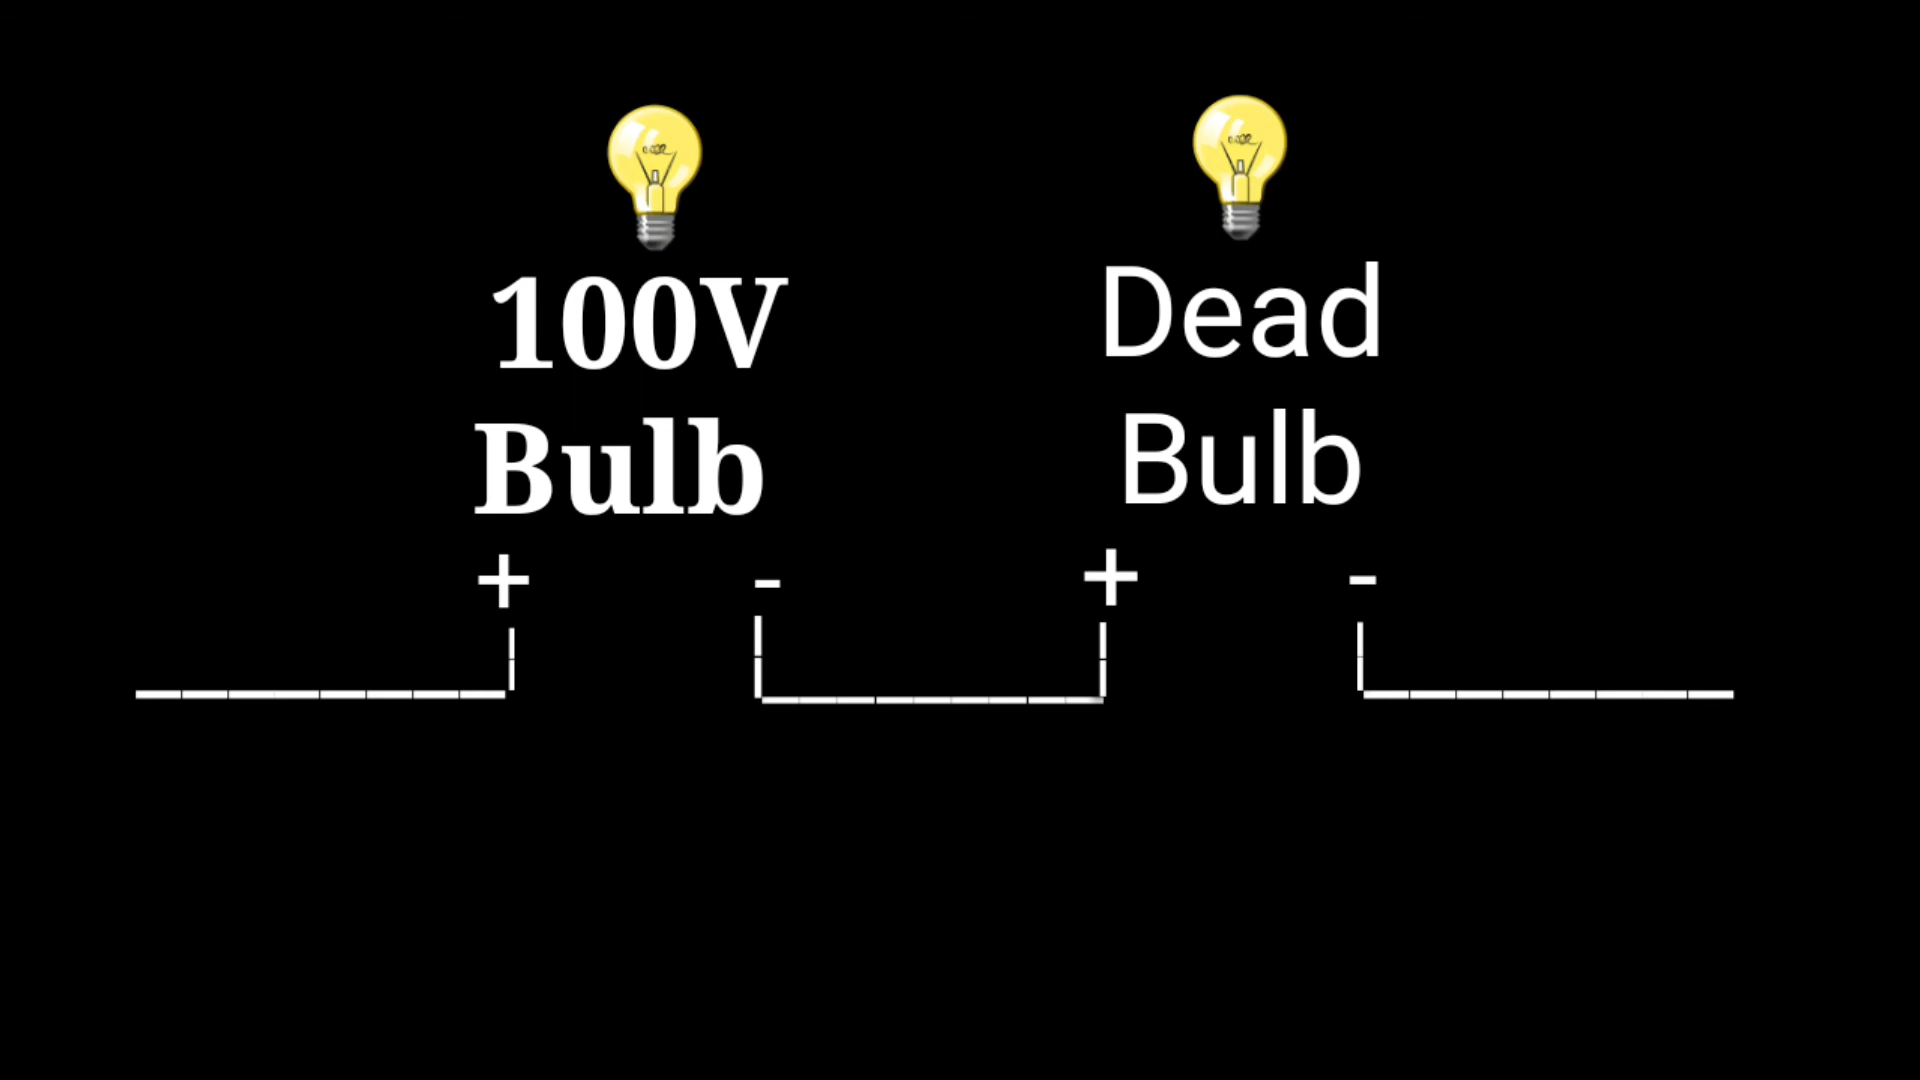 100V
Bulb
Dead
Bulb
+ - + -